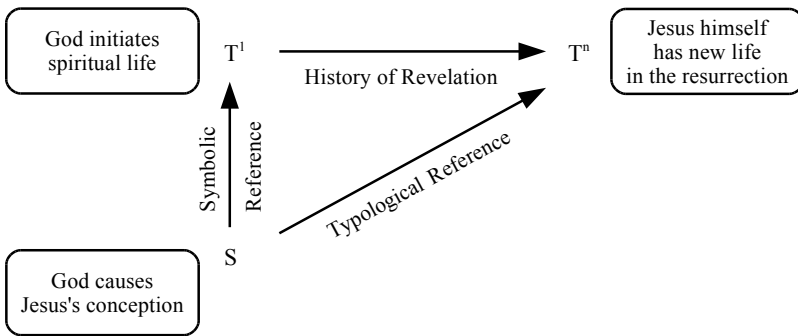 God initiates
spiritual life
T¹
Tⁿ
Jesus himself
has new life
in the resurrection
History of Revelation
Symbolic
Reference
Typological Reference
S
God causes
Jesus's conception